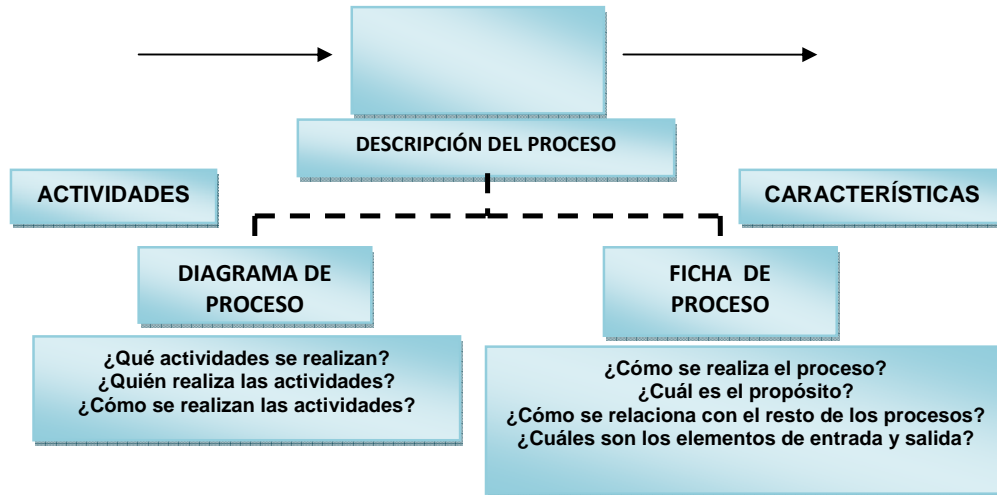 DESCRIPCIÓN DEL PROCESO
ACTIVIDADES
CARACTERÍSTÍCAS
DIAGRAMA DE
PROCESO
FICHA DE
PROCESO
¿Qué actividades se realizan?
¿Quién realiza las actividades?
¿Cómo se realizan las actividades?
¿Cómo se realiza el proceso?
¿Cuál es el propósito?
¿Cómo se relaciona con el resto de los procesos?
¿Cuáles son los elementos de entrada y salida?